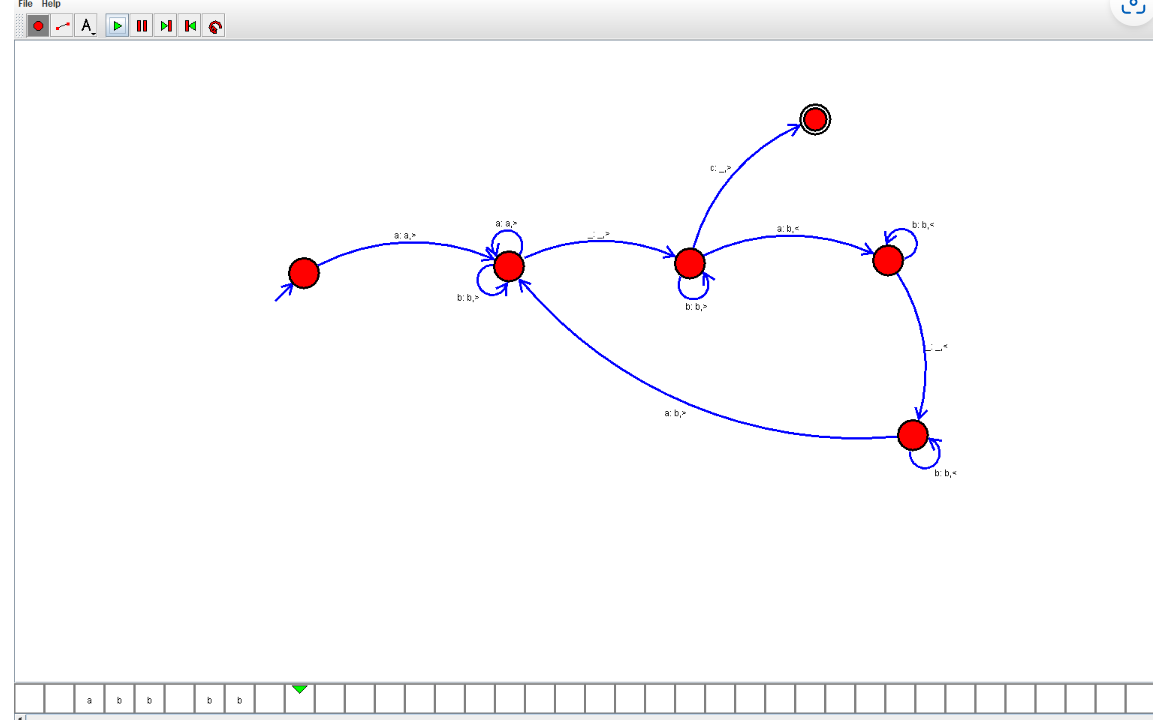 File Help
A
c: _,>
a: a,>
a: a,>
_: _,>
a: b,<
b: b,<
b: b,>
b: b,>
_: _,<
a: b,>
b: b,<
a b b b b